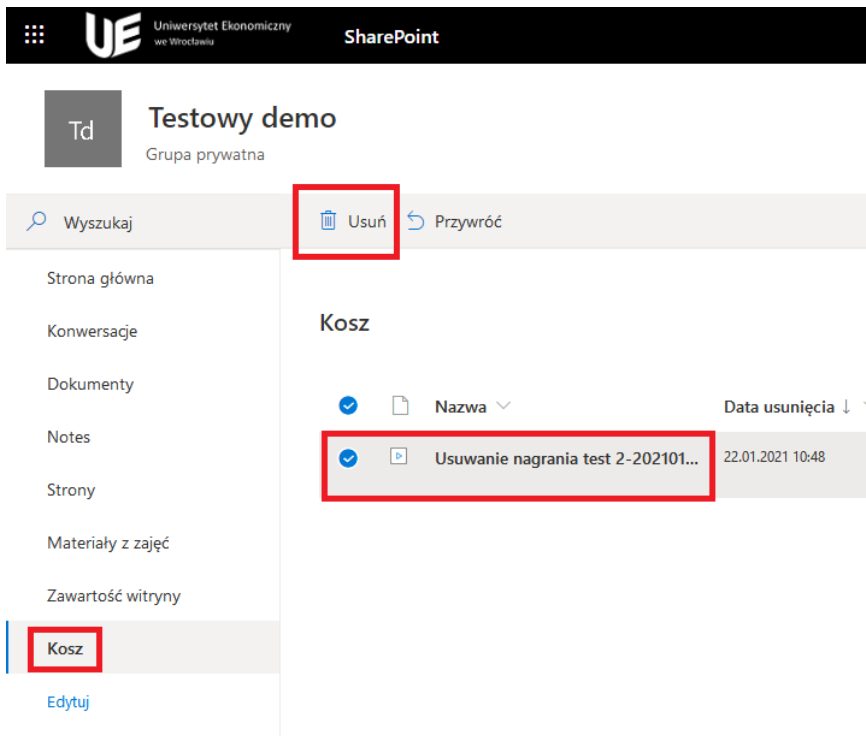 UE
Uniwersytet Ekonomiczny
we Wrocławiu
SharePoint
Td
Testowy demo
Grupa prywatna
Wyszukaj
Usuń
Przywróć
Strona główna
Konwersacje
Dokumenty
Notes
Strony
Materiały z zajęć
Zawartość witryny
Kosz
Edytuj
Kosz
Nazwa
Data usunięcia ↓
Usuwanie nagrania test 2-202101...
22.01.2021 10:48